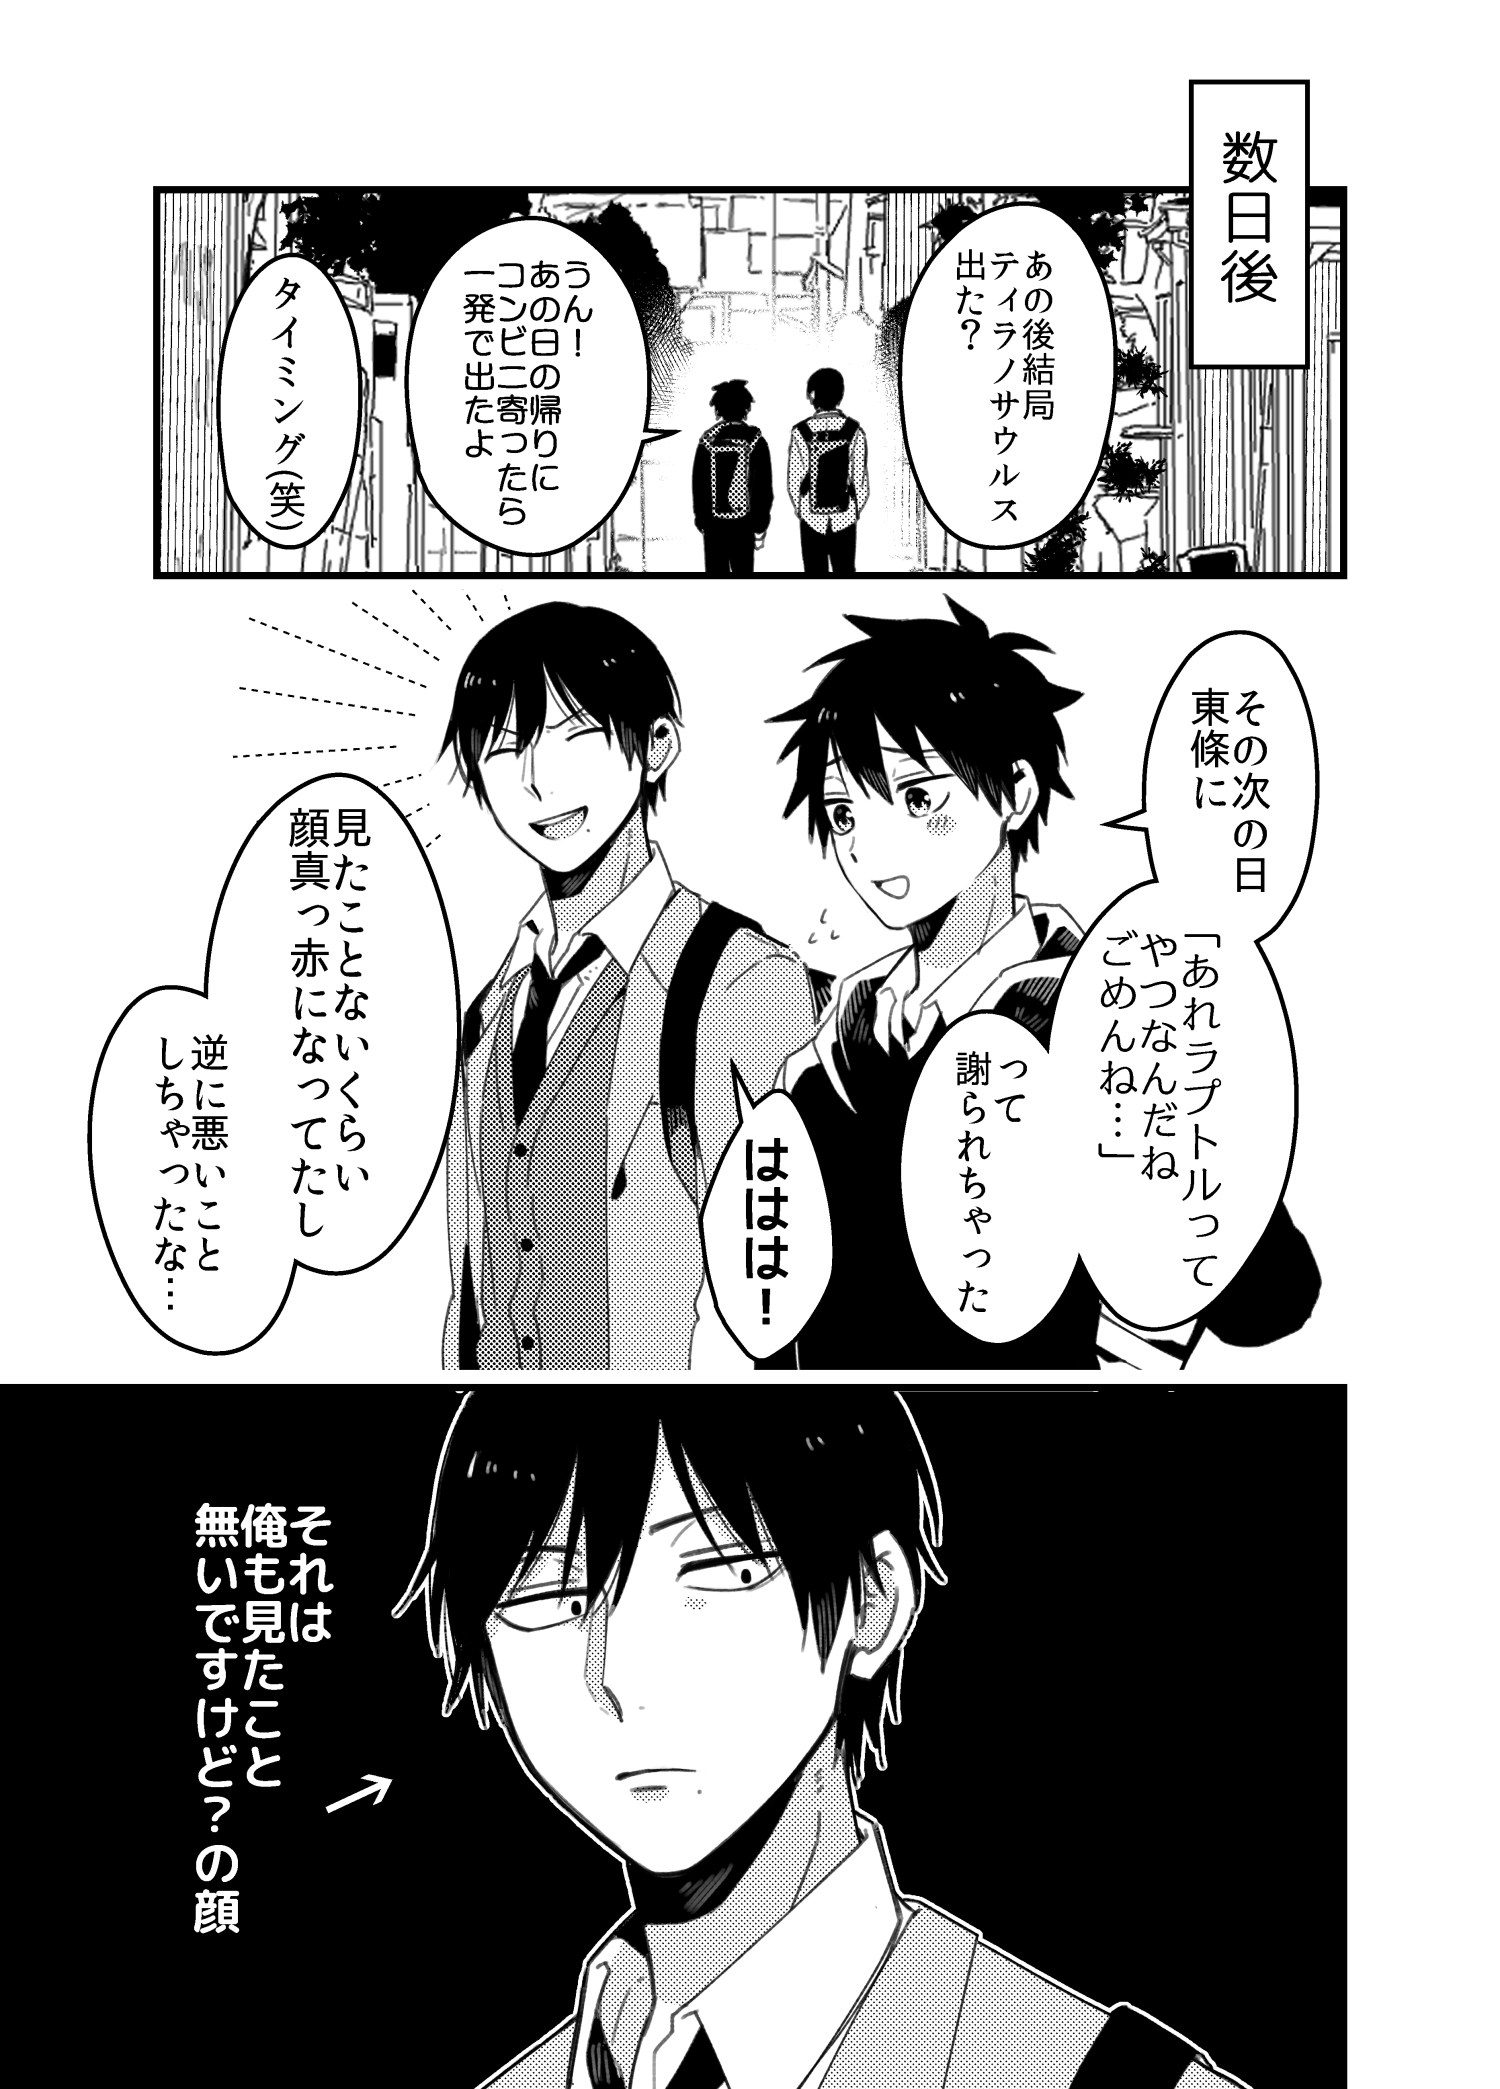 数日後
あの後結局
ティラノサウルス
出た？
うん！
あの日の帰りに
コンビニ寄ったら
一発で出たよ
タイミング(笑)
その次の日
東條に
「あれラプトルって
やつなんだね
ごめんね…」
って
謝られちゃった
ははは！
見たことないくらい
顔真っ赤になってたし
逆に悪いこと
しちゃったな…
それは
俺も見たこと
無いですけど？の顔